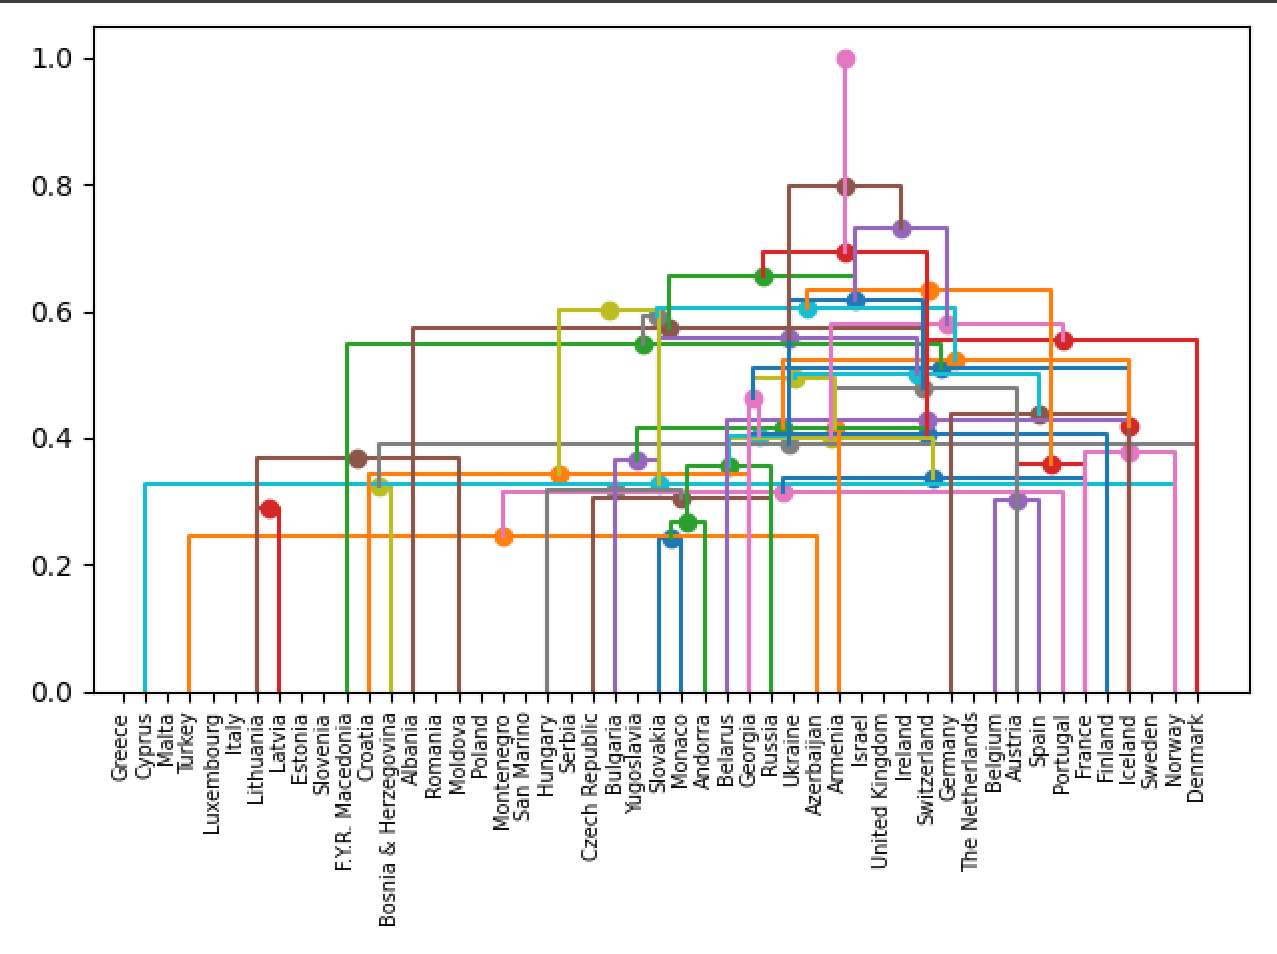 1.0
0.8
0.6
0.4
0.2
0.0
Greece
Cyprus
Malta
Turkey
Luxembourg
Italy
Lithuania
Latvia
Estonia
Slovenia
F.Y.R. Macedonia
Croatia
Bosnia & Herzegovina
Albania
Romania
Moldova
Poland
Montenegro
San Marino
Hungary
Serbia
Czech Republic
Bulgaria
Yugoslavia
Slovakia
Monaco
Andorra
Belarus
Georgia
Russia
Ukraine
Azerbaijan
Armenia
Israel
United Kingdom
Ireland
Switzerland
Germany
The Netherlands
Belgium
Austria
Spain
Portugal
France
Finland
Iceland
Sweden
Norway
Denmark